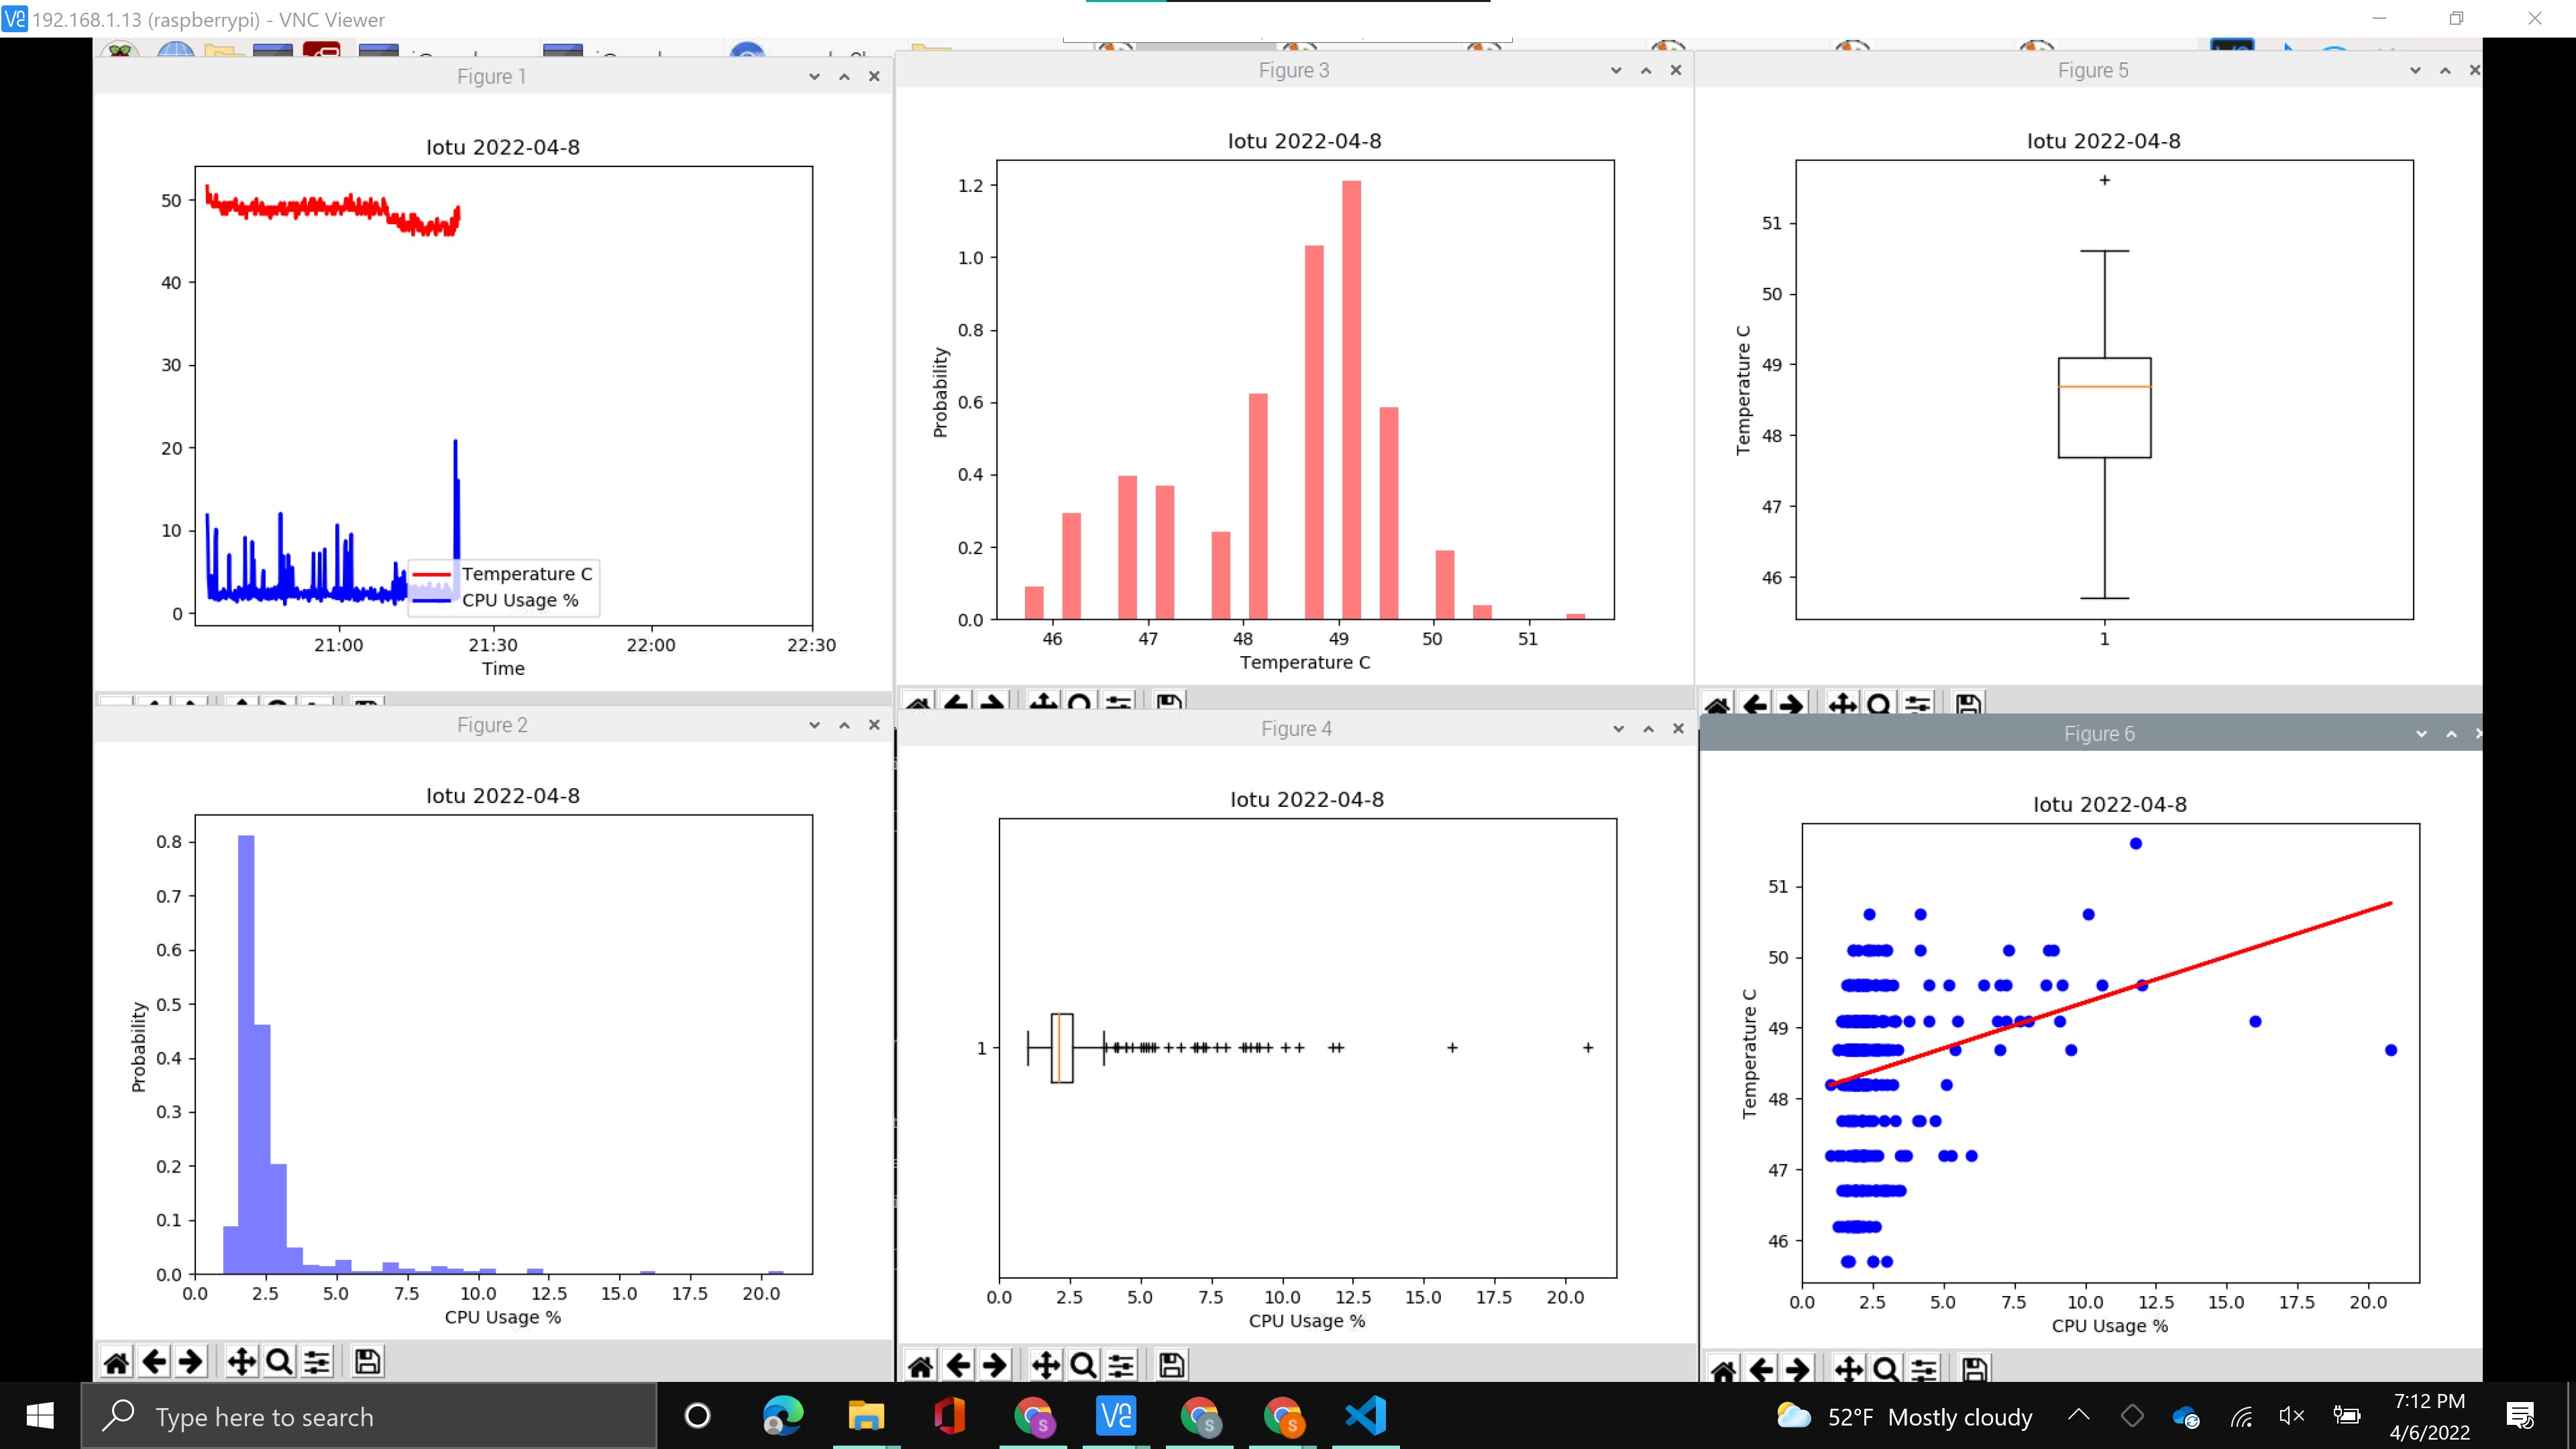 192.168.1.13 (raspberrypi) - VNC Viewer
Figure 1
Iotu 2022-04-8
50
40
30
20
10
0
Temperature C
CPU Usage %
21:00 21:30 22:00 22:30
Time
Figure 3
Iotu 2022-04-8
Probability
1.2
1.0
0.8
0.6
0.4
0.2
0.0
46 47 48 49 50 51
Temperature C
Figure 5
Iotu 2022-04-8
Temperature C
51
50
49
48
47
46
1
Figure 2
Iotu 2022-04-8
Probability
0.8
0.7
0.6
0.5
0.4
0.3
0.2
0.1
0.0
0.0 2.5 5.0 7.5 10.0 12.5 15.0 17.5 20.0
CPU Usage %
Figure 4
Iotu 2022-04-8
1
0.0 2.5 5.0 7.5 10.0 12.5 15.0 17.5 20.0
CPU Usage %
Figure 6
Iotu 2022-04-8
Temperature C
51
50
49
48
47
46
0.0 2.5 5.0 7.5 10.0 12.5 15.0 17.5 20.0
CPU Usage %
Type here to search
52°F Mostly cloudy
7:12 PM
4/6/2022